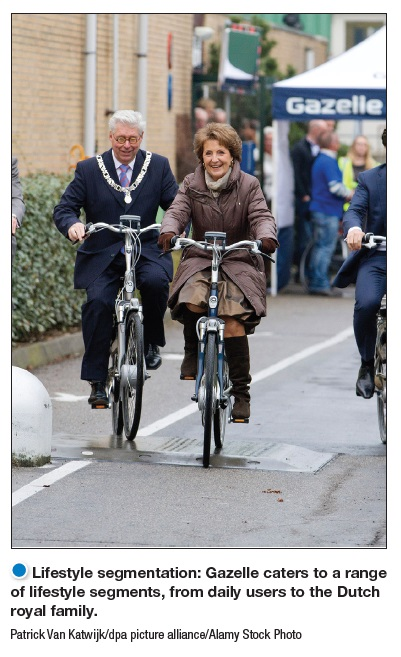 Gazelle
Lifestyle segmentation: Gazelle caters to a range
of lifestyle segments, from daily users to the Dutch
royal family.
Patrick Van Katwijk/dpa picture alliance/Alamy Stock Photo